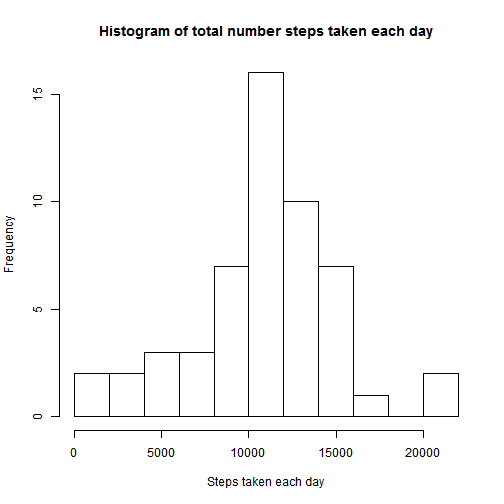 Histogram of total number steps taken each day
Frequency
15
10
5
0
0 5000 10000 15000 20000
Steps taken each day